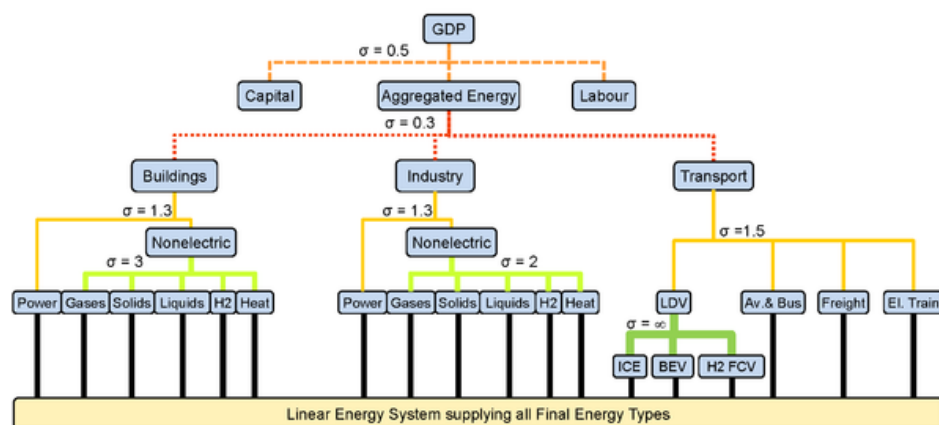 GDP
σ = 0.5
Capital
Aggregated Energy
Labour
σ = 0.3
Buildings
Industry
Transport
σ = 1.3
σ = 1.3
σ =1.5
Nonelectric
Nonelectric
σ = 3
σ = 2
Power
Gases
Solids
Liquids
H2
Heat
Power
Gases
Solids
Liquids
H2
Heat
LDV
Av.& Bus
Freight
El. Train
σ = ∞
ICE
BEV
H2 FCV
Linear Energy System supplying all Final Energy Types